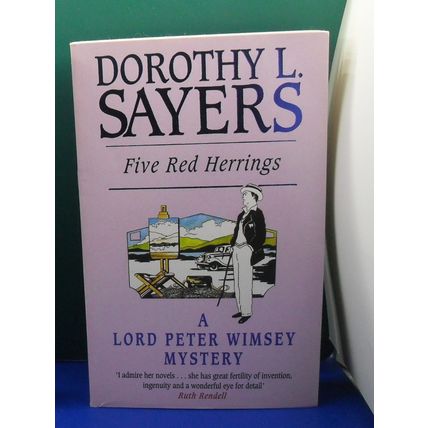 DOROTHY L.
SAYERS
Five Red Herrings
A
LORD PETER WIMSEY
MYSTERY
'I admire her novels . . . she has great fertility of invention,
ingenuity and a wonderful eye for detail'
Ruth Rendell